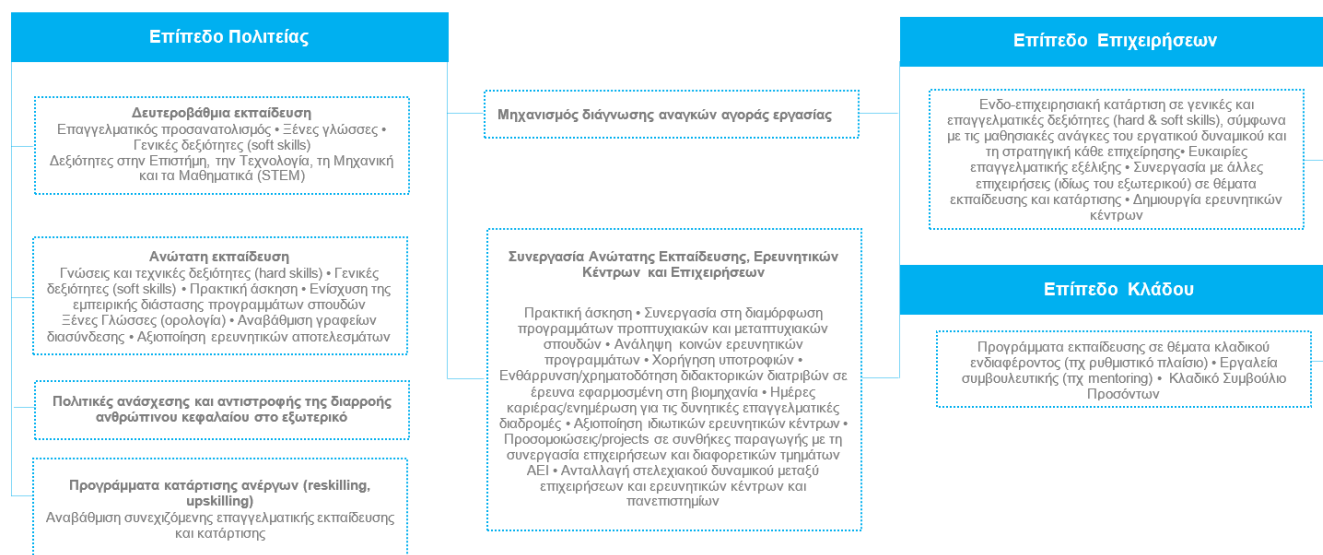 Επίπεδο Πολιτείας
Δευτεροβάθμια εκπαίδευση
Επαγγελματικός προσανατολισμός • Ξένες γλώσσες •
Γενικές δεξιότητες (soft skills)
Δεξιότητες στην Επιστήμη, την Τεχνολογία, τη Μηχανική
και τα Μαθηματικά (STEM)
Ανώτατη εκπαίδευση
Γνώσεις και τεχνικές δεξιότητες (hard skills) • Γενικές
δεξιότητες (soft skills) • Πρακτική άσκηση • Ενίσχυση της
εμπειρικής διάστασης προγραμμάτων σπουδών
Ξένες Γλώσσες (ορολογία) • Αναβάθμιση γραφείων
διασύνδεσης • Αξιοποίηση ερευνητικών αποτελεσμάτων
Πολιτικές ανάσχεσης και αντιστροφής της διαρροής
ανθρώπινου κεφαλαίου στο εξωτερικό
Προγράμματα κατάρτισης ανέργων (reskilling,
upskilling)
Αναβάθμιση συνεχιζόμενης επαγγελματικής εκπαίδευσης
και κατάρτισης
Μηχανισμός διάγνωσης αναγκών αγοράς εργασίας
Συνεργασία Ανώτατης Εκπαίδευσης, Ερευνητικών
Κέντρων και Επιχειρήσεων
Πρακτική άσκηση • Συνεργασία στη διαμόρφωση
προγραμμάτων προπτυχιακών και μεταπτυχιακών
σπουδών • Ανάληψη κοινών ερευνητικών
προγραμμάτων • Χορήγηση υποτροφιών •
Ενθάρρυνση/χρηματοδότηση διδακτορικών διατριβών σε
έρευνα εφαρμοσμένη στη βιομηχανία • Ημέρες
καριέρας/ενημέρωση για τις δυνητικές επαγγελματικές
διαδρομές • Αξιοποίηση ιδιωτικών ερευνητικών κέντρων •
Προσομοιώσεις/projects σε συνθήκες παραγωγής με τη
συνεργασία επιχειρήσεων και διαφορετικών τμημάτων
ΑΕΙ • Ανταλλαγή στελεχιακού δυναμικού μεταξύ
επιχειρήσεων και ερευνητικών κέντρων και
πανεπιστημίων
Επίπεδο Επιχειρήσεων
Ενδο-επιχειρησιακή κατάρτιση σε γενικές και
επαγγελματικές δεξιότητες (hard & soft skills), σύμφωνα
με τις μαθησιακές ανάγκες του εργατικού δυναμικού και
τη στρατηγική κάθε επιχείρησης• Ευκαιρίες
επαγγελματικής εξέλιξης • Συνεργασία με άλλες
επιχειρήσεις (ιδίως του εξωτερικού) σε θέματα
εκπαίδευσης και κατάρτισης • Δημιουργία ερευνητικών
κέντρων
Επίπεδο Κλάδου
Προγράμματα εκπαίδευσης σε θέματα κλαδικού
ενδιαφέροντος (πχ ρυθμιστικό πλαίσιο) • Εργαλεία
συμβουλευτικής (πχ mentoring) • Κλαδικό Συμβούλιο
Προσόντων